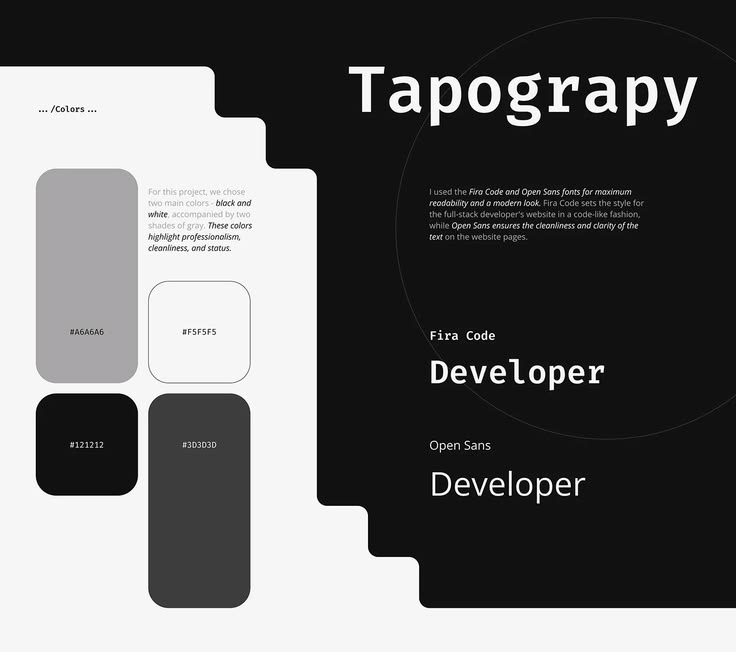 ... /Colors ...
For this project, we chose
two main colors - black and
white, accompanied by two
shades of gray. These colors
highlight professionalism,
cleanliness, and status.
#A6A6A6
#F5F5F5
#121212
#3D3D3D
Tapograpy
I used the Fira Code and Open Sans fonts for maximum
readability and a modern look. Fira Code sets the style for
the full-stack developer's website in a code-like fashion,
while Open Sans ensures the cleanliness and clarity of the
text on the website pages.
Fira Code
Developer
Open Sans
Developer